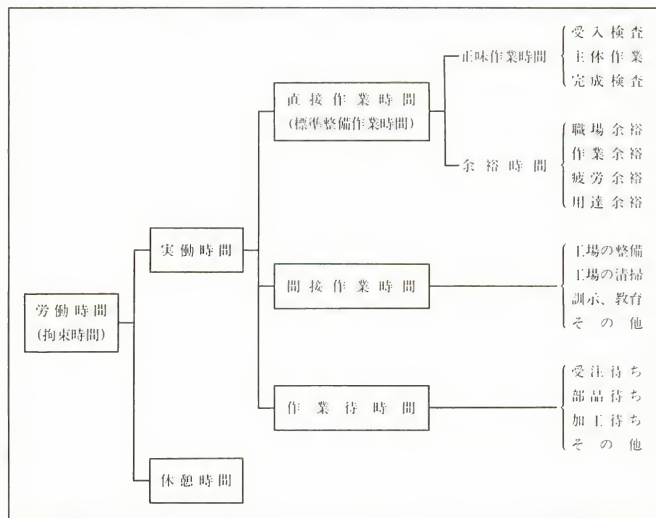 受入検査
正味作業時間
主体作業
完成検査
直接作業時間
(標準整備作業時間)
職場余裕
作業余裕
余裕時間
疲労余裕
用達余裕
実働時間
工場の整備
工場の清掃
間接作業時間
訓示、教育
その他
労働時間
(拘束時間)
受注待ち
部品待ち
作業待時間
加工待ち
その他
休憩時間